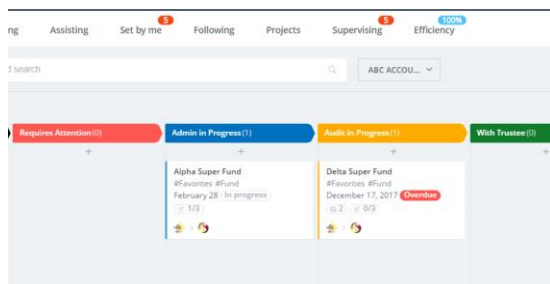 5 5 100%
ng Assisting Set by me Following Projects Supervising Efficiency
d search ABC ACCOU...
Requires Attention (0) Admin in Progress (1) Audit in Progress (1) With Trustee (0)
+ + + +
Alpha Super Fund
#Favorites #Fund
February 28 In progress
1/3
Delta Super Fund
#Favorites #Fund
December 17, 2017 Overdue
2 0/3